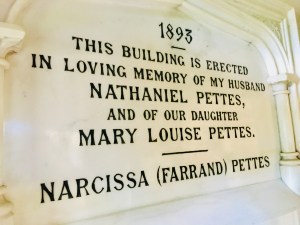 1893
THIS BUILDING IS ERECTED
IN LOVING MEMORY OF MY HUSBAND
NATHANIEL PETTES,
AND OF OUR DAUGHTER
MARY LOUISE PETTES.
NARCISSA (FARRAND) PETTES